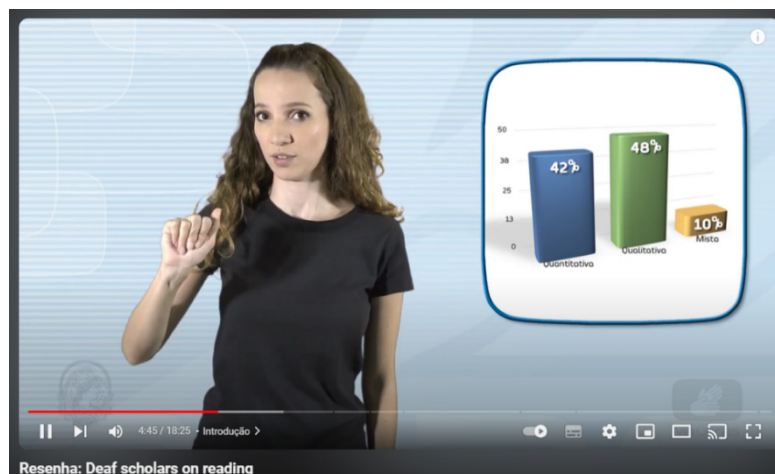 50
38
25
13
0
42%
48%
10%
Quantitativa
Qualitativa
Mista
4:45 / 18:25 • Introdução >
Resenha: Deaf scholars on reading